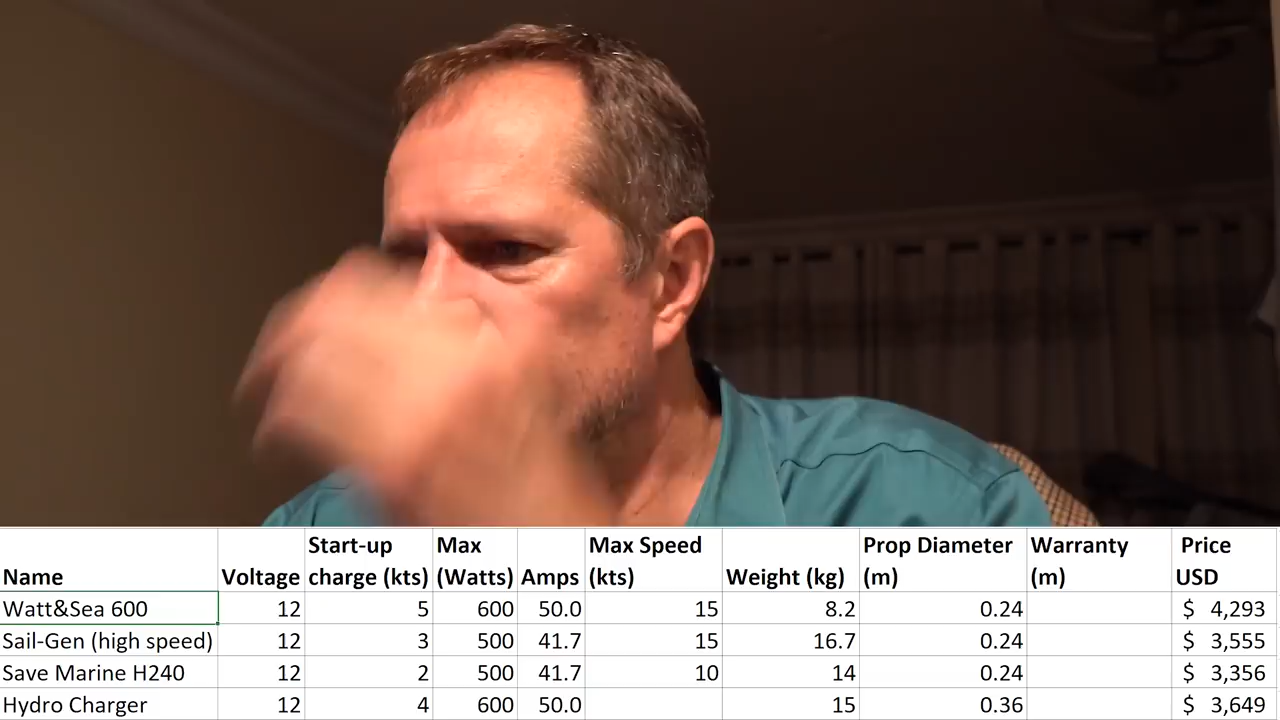 Name Voltage Start-up charge (kts) Max (Watts) Amps Max Speed (kts) Weight (kg) Prop Diameter (m) Warranty (m) Price USD
Watt&Sea 600 12 5 600 50.0 15 8.2 0.24 $ 4,293
Sail-Gen (high speed) 12 3 500 41.7 15 16.7 0.24 $ 3,555
Save Marine H240 12 2 500 41.7 10 14 0.24 $ 3,356
Hydro Charger 12 4 600 50.0 15 0.36 $ 3,649